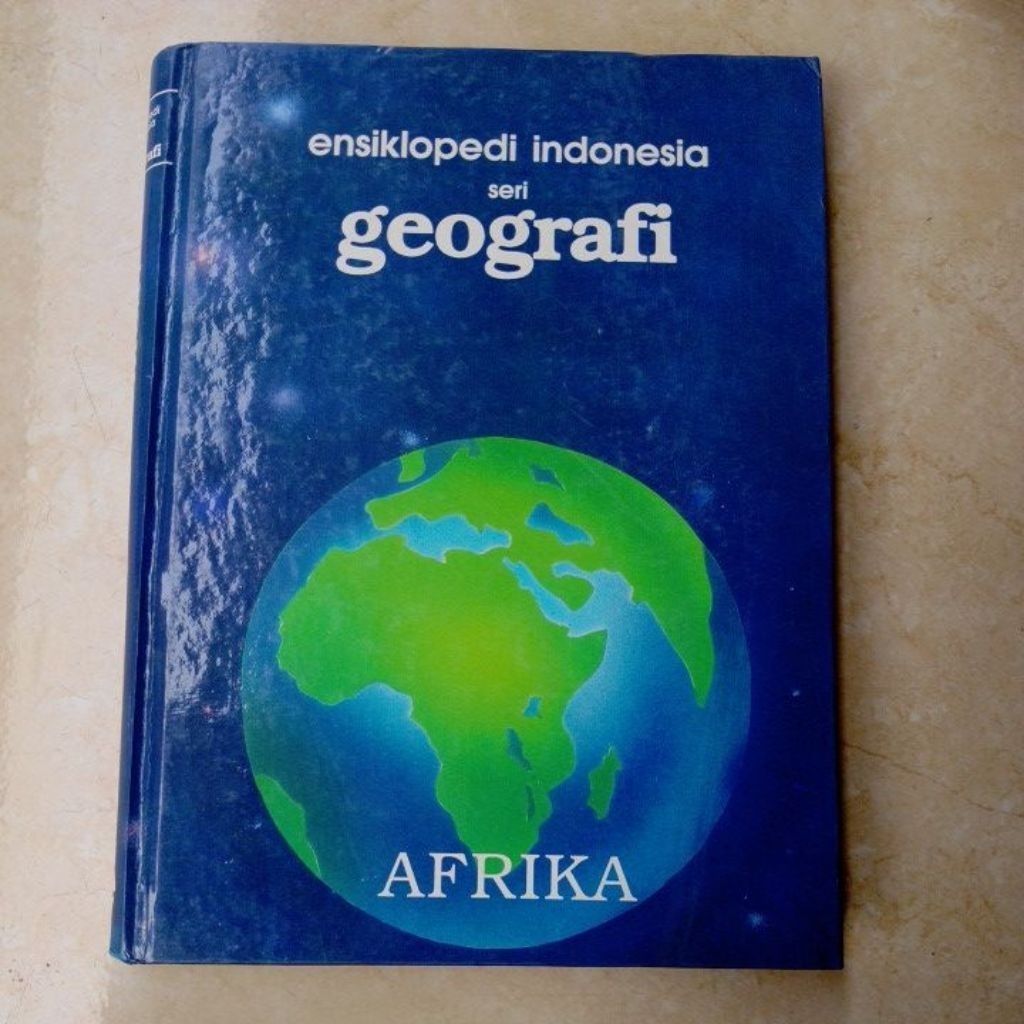 ensiklopedi indonesia
seri
geografi
AFRIKA